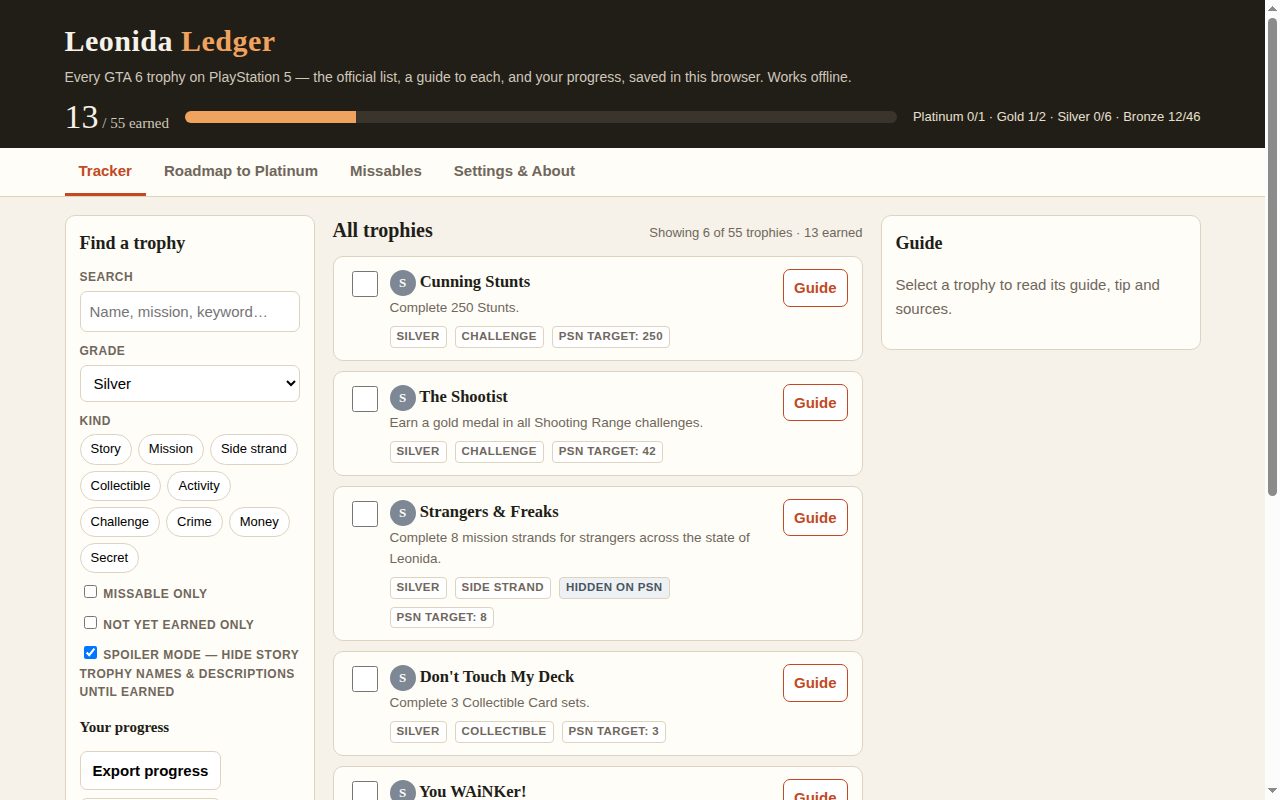 Leonida Ledger
Every GTA 6 trophy on PlayStation 5 — the official list, a guide to each, and your progress, saved in this browser. Works offline.
13 / 55 earned
Platinum 0/1 · Gold 1/2 · Silver 0/6 · Bronze 12/46
Tracker
Roadmap to Platinum
Missables
Settings & About
Find a trophy
SEARCH
Name, mission, keyword…
GRADE
Silver
KIND
Story
Mission
Side strand
Collectible
Activity
Challenge
Crime
Money
Secret
MISSABLE ONLY
NOT YET EARNED ONLY
SPOILER MODE — HIDE STORY
TROPHY NAMES & DESCRIPTIONS
UNTIL EARNED
Your progress
Export progress
All trophies
Showing 6 of 55 trophies · 13 earned
S Cunning Stunts
Guide
Complete 250 Stunts.
SILVER
CHALLENGE
PSN TARGET: 250
S The Shootist
Guide
Earn a gold medal in all Shooting Range challenges.
SILVER
CHALLENGE
PSN TARGET: 42
S Strangers & Freaks
Guide
Complete 8 mission strands for strangers across the state of
Leonida.
SILVER
SIDE STRAND
HIDDEN ON PSN
PSN TARGET: 8
S Don't Touch My Deck
Guide
Complete 3 Collectible Card sets.
SILVER
COLLECTIBLE
PSN TARGET: 3
S You WAiNKer!
Guide
Guide
Select a trophy to read its guide, tip and
sources.